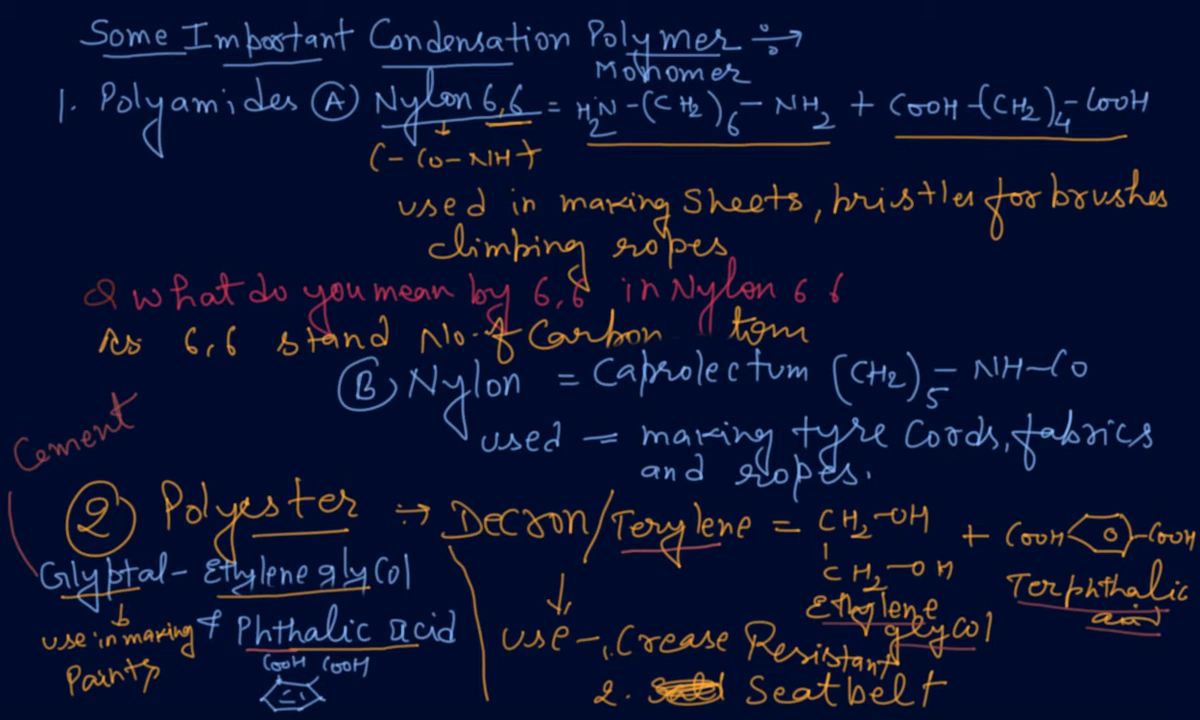 Some Important Condensation Polymer ÷→
Monomer
1. Polyamides (A) Nylon 6,6 = H2N-(CH2)6-NH2 + COOH-(CH2)4-COOH
(-CO-NH+
used in making Sheets, bristles for brushes
climbing ropes
Q What do you mean by 6,6 in Nylon 6 6
As 6,6 stand No. of Carbon tom
(B) Nylon = Caprolectum (CH2)5-NH-CO
used = making tyre Cords, fabrics
and ropes.
Cement
(2) Polyester → Decron/Terylene = CH2-OH + COOH COOH
CH2-OH
Ethylene glycol
Terphthalic acid
Glyptal - Ethylene glycol
& Phthalic acid
COOH COOH
use in making
Paints
use -1. Crease Resistant
2. Seatbelt